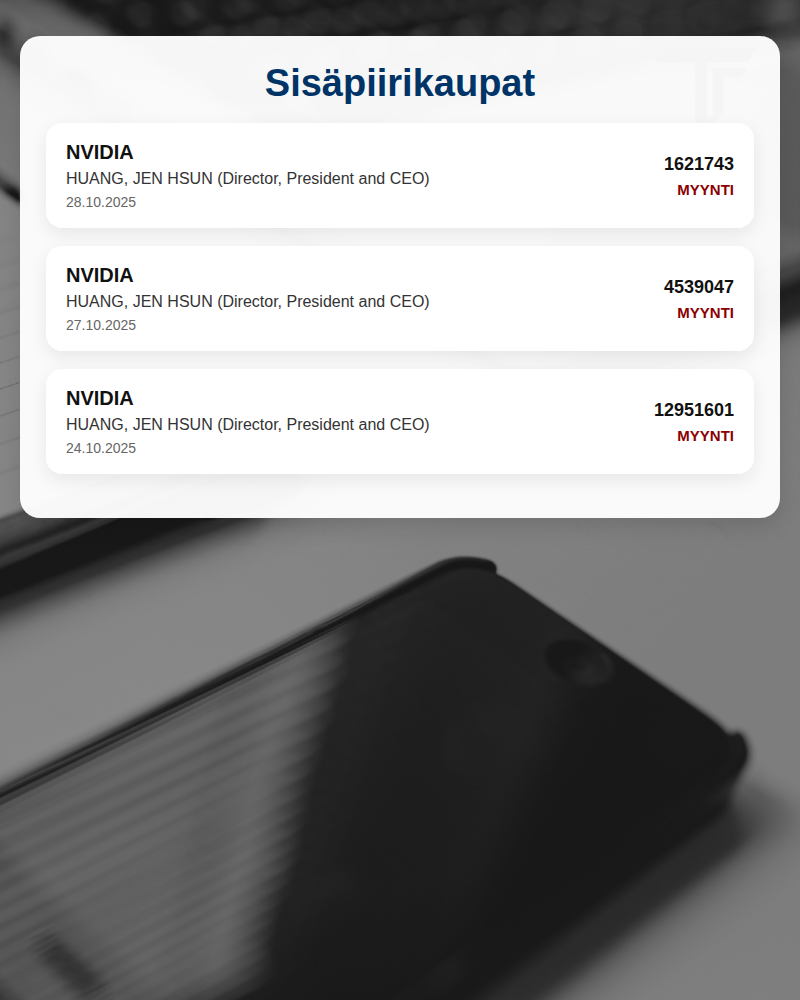 Sisäpiirikaupat
NVIDIA
HUANG, JEN HSUN (Director, President and CEO)
28.10.2025
1621743
MYYNTI
NVIDIA
HUANG, JEN HSUN (Director, President and CEO)
27.10.2025
4539047
MYYNTI
NVIDIA
HUANG, JEN HSUN (Director, President and CEO)
24.10.2025
12951601
MYYNTI